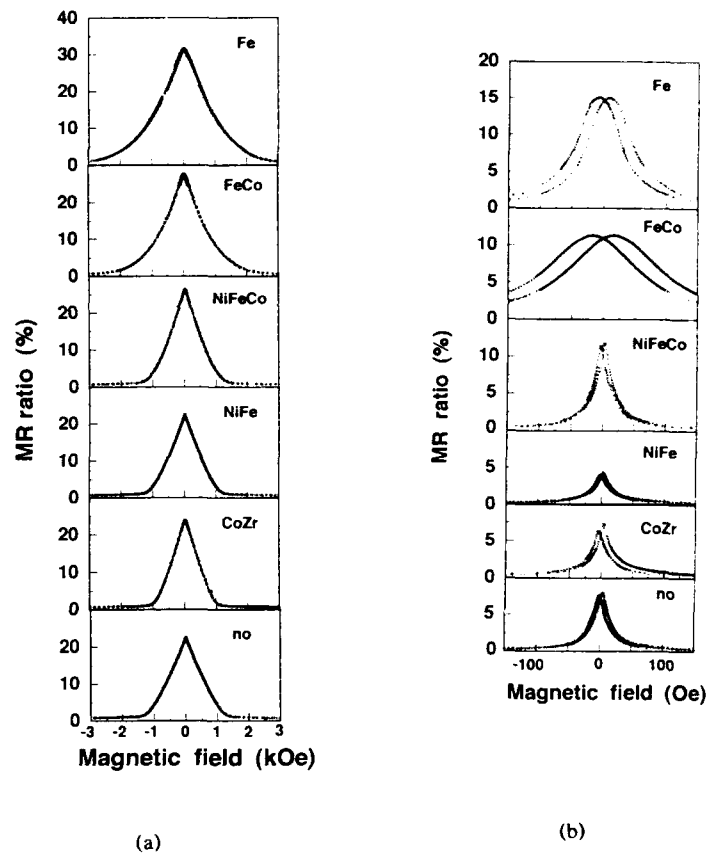 40
Fe
30
20
10
0
FeCo
20
10
0
NiFeCo
20
10
0
NiFe
20
10
0
CoZr
20
10
0
no
20
10
0
-3 -2 -1 0 1 2 3
Magnetic field (kOe)
MR ratio (%)
(a)
20
Fe
15
10
5
0
FeCo
10
5
0
NiFeCo
10
5
0
NiFe
5
0
CoZr
5
0
no
5
0
-100 0 100
Magnetic field (Oe)
MR ratio (%)
(b)